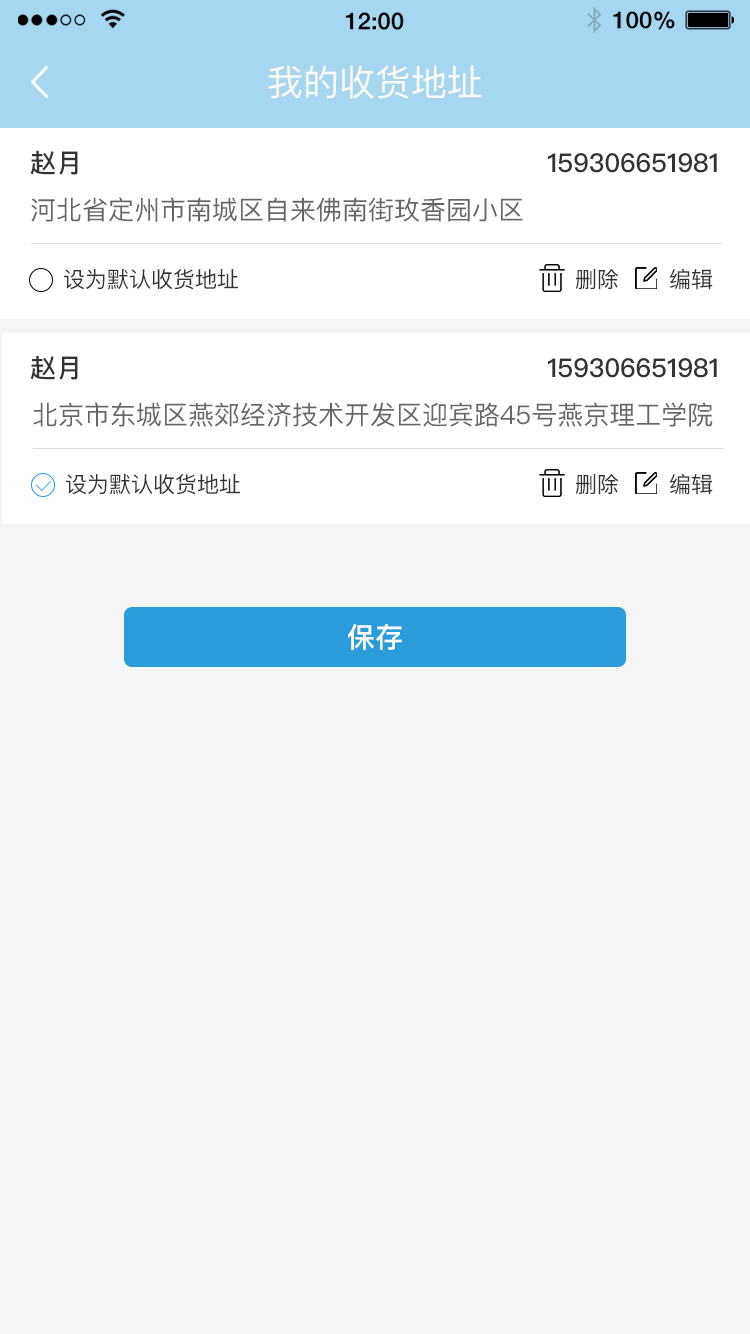 12:00 100%
我的收货地址
赵月 159306651981
河北省定州市南城区自来佛南街玫香园小区
设为默认收货地址 删除 编辑
赵月 159306651981
北京市东城区燕郊经济技术开发区迎宾路45号燕京理工学院
设为默认收货地址 删除 编辑
保存